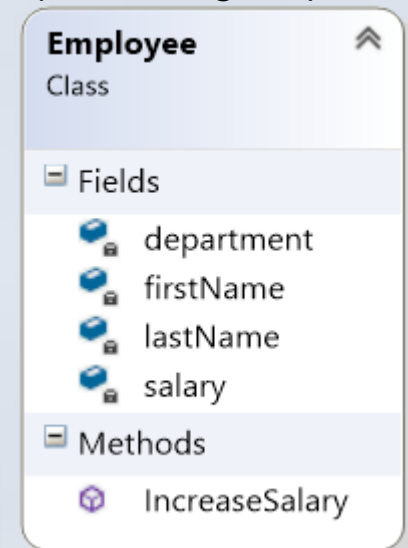 Employee
Class
Fields
department
firstName
lastName
salary
Methods
IncreaseSalary